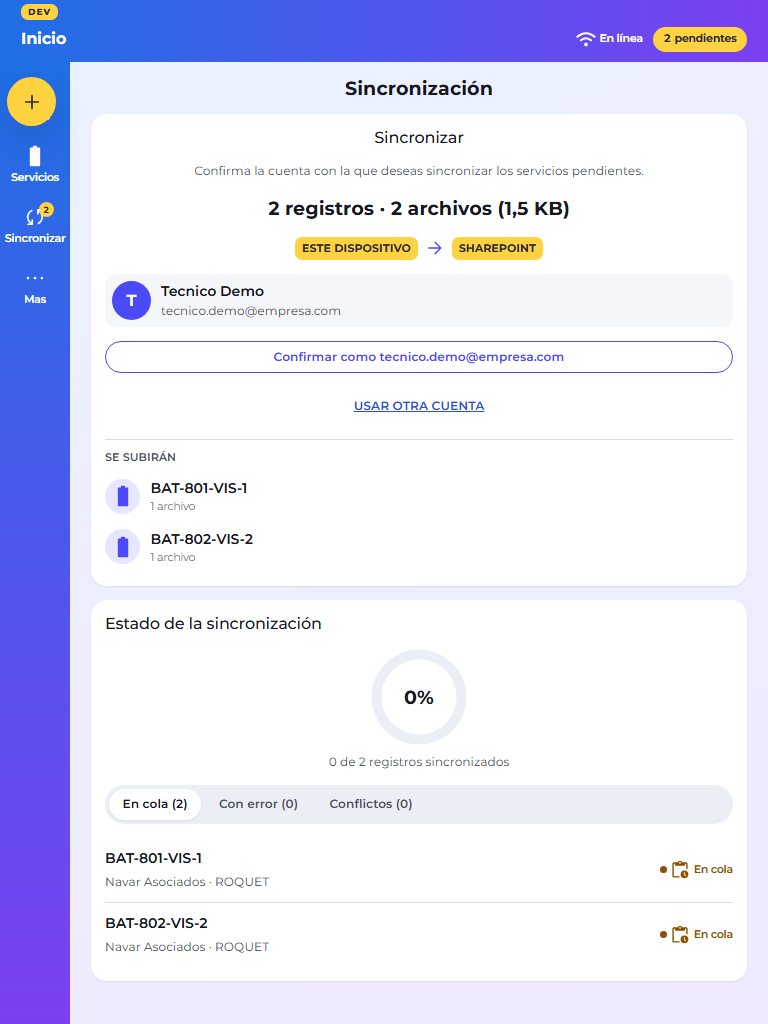 DEV
Inicio
En línea
2 pendientes
Servicios
2
Sincronizar
Mas
Sincronización
Sincronizar
Confirma la cuenta con la que deseas sincronizar los servicios pendientes.
2 registros · 2 archivos (1,5 KB)
ESTE DISPOSITIVO
SHAREPOINT
T
Tecnico Demo
tecnico.demo@empresa.com
Confirmar como tecnico.demo@empresa.com
USAR OTRA CUENTA
SE SUBIRÁN
BAT-801-VIS-1
1 archivo
BAT-802-VIS-2
1 archivo
Estado de la sincronización
0%
0 de 2 registros sincronizados
En cola (2)
Con error (0)
Conflictos (0)
BAT-801-VIS-1
Navar Asociados · ROQUET
En cola
BAT-802-VIS-2
Navar Asociados · ROQUET
En cola